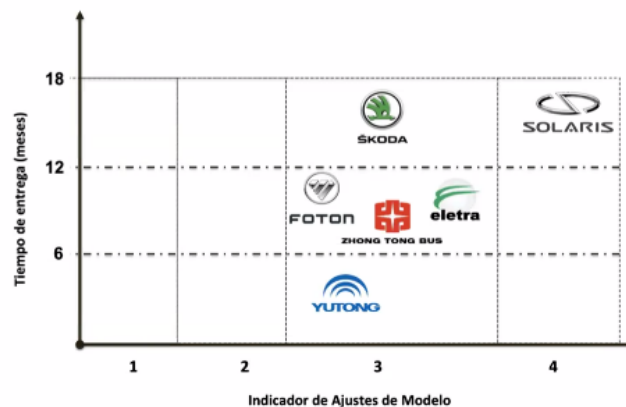 Tiempo de entrega (meses)
18
12
6
ŠKODA
SOLARIS
FOTON
ZHONG TONG BUS
eletra
YUTONG
1 2 3 4
Indicador de Ajustes de Modelo